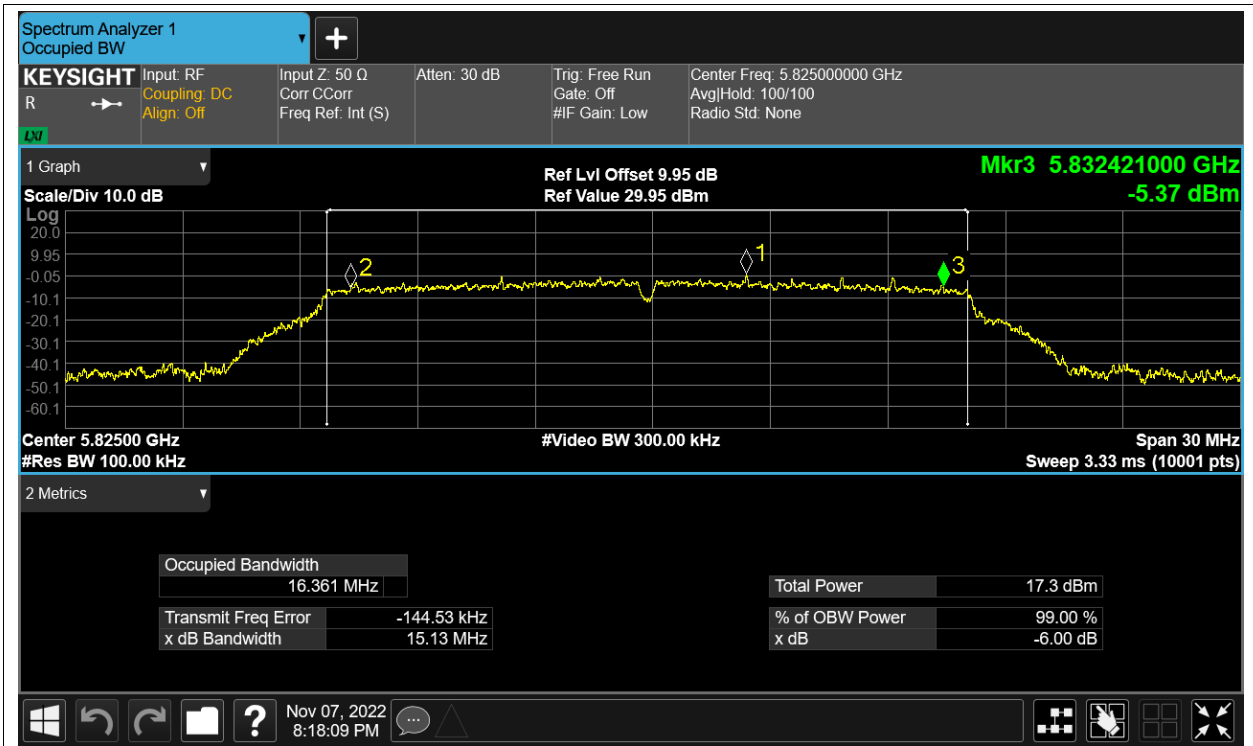 Spectrum Analyzer 1
Occupied BW
KEYSIGHT
R
LXI
Input: RF
Coupling: DC
Align: Off
Input Z: 50 Ω
Corr CCorr
Freq Ref: Int (S)
Atten: 30 dB
Trig: Free Run
Gate: Off
#IF Gain: Low
Center Freq: 5.825000000 GHz
Avg|Hold: 100/100
Radio Std: None
1 Graph
Scale/Div 10.0 dB
Ref Lvl Offset 9.95 dB
Ref Value 29.95 dBm
Mkr3 5.832421000 GHz
-5.37 dBm
Log
20.0
9.95
-0.05
-10.1
-20.1
-30.1
-40.1
-50.1
-60.1
2
1
3
Center 5.82500 GHz
#Res BW 100.00 kHz
#Video BW 300.00 kHz
Span 30 MHz
Sweep 3.33 ms (10001 pts)
2 Metrics
Occupied Bandwidth
16.361 MHz
Transmit Freq Error -144.53 kHz
x dB Bandwidth 15.13 MHz
Total Power 17.3 dBm
% of OBW Power 99.00 %
x dB -6.00 dB
?
Nov 07, 2022
8:18:09 PM